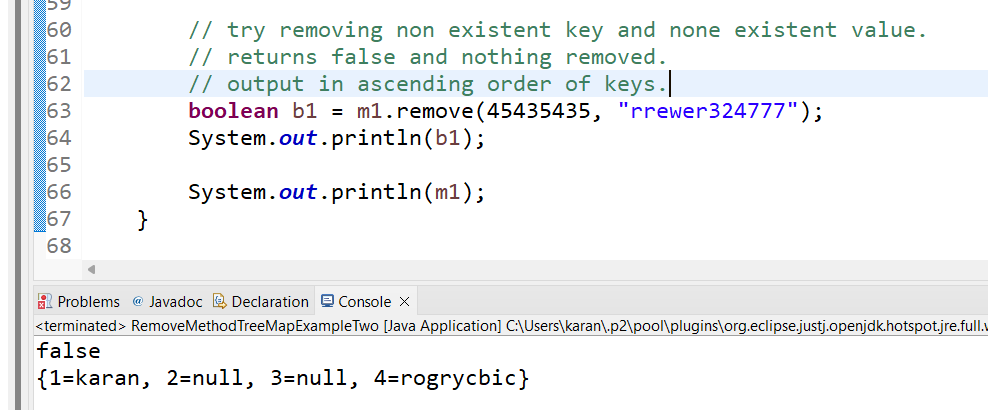 59
60 // try removing non existent key and none existent value.
61 // returns false and nothing removed.
62 // output in ascending order of keys.
63 boolean b1 = m1.remove(45435435, "rrewer324777");
64 System.out.println(b1);
65
66 System.out.println(m1);
67 }
68
Problems @ Javadoc Declaration Console
<terminated> RemoveMethodTreeMapExampleTwo [Java Application] C:\Users\karan\.p2\pool\plugins\org.eclipse.justj.openjdk.hotspot.jre.full.w
false
{1=karan, 2=null, 3=null, 4=rogrycbic}